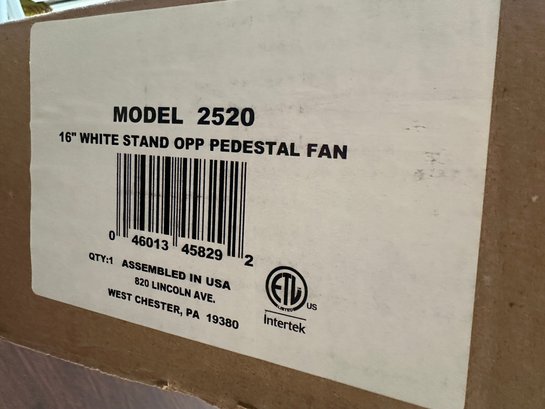 MODEL 2520
16" WHITE STAND OPP PEDESTAL FAN
0 46013 45829 2
QTY:1 ASSEMBLED IN USA
820 LINCOLN AVE.
WEST CHESTER, PA 19380
ETL US
LISTED
Intertek